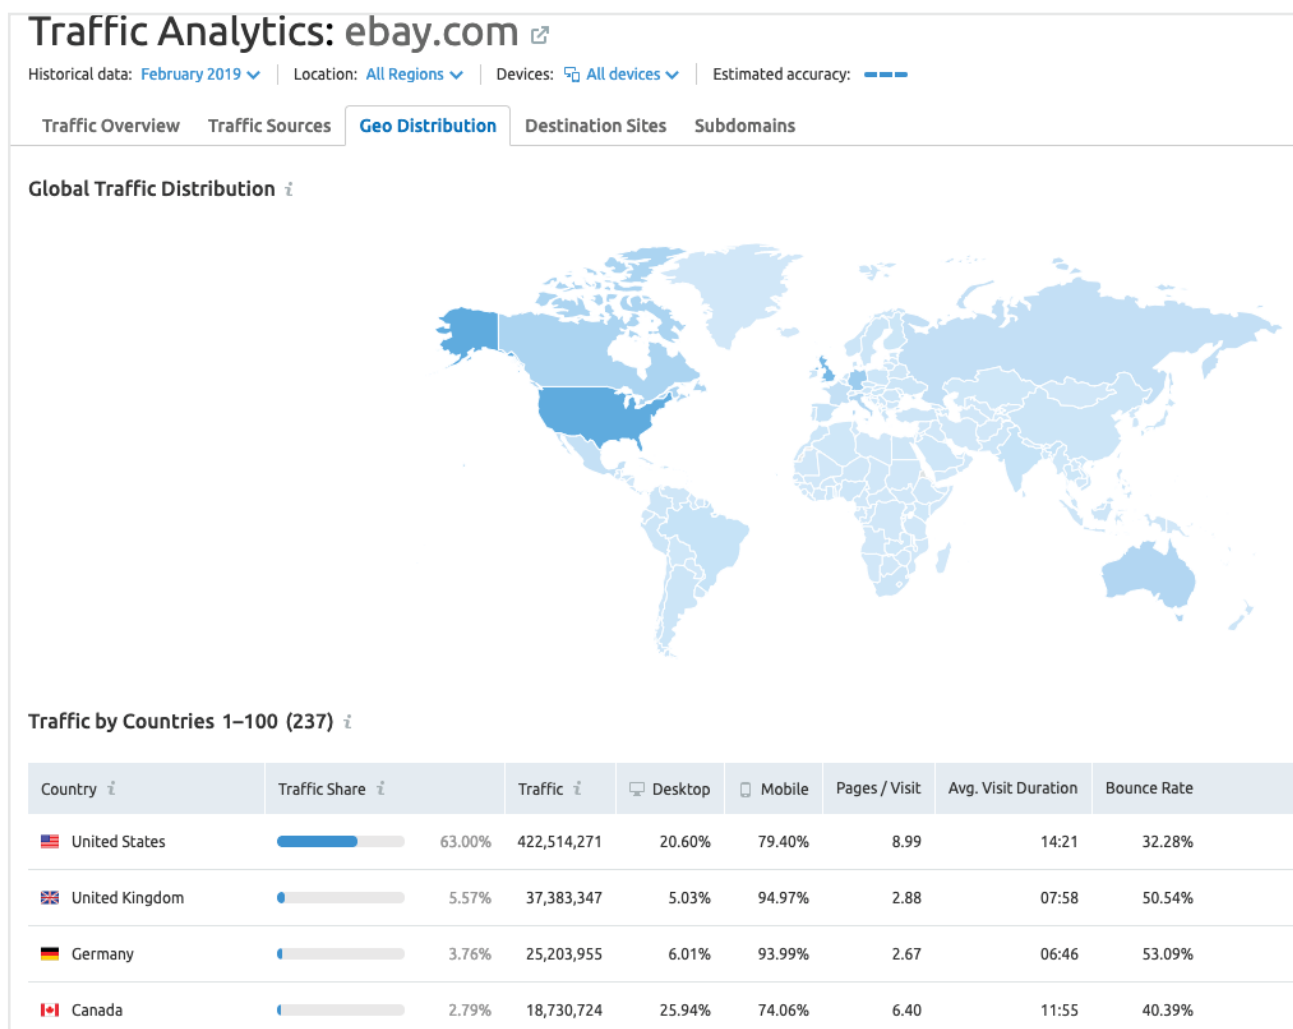 Traffic Analytics: ebay.com
Historical data: February 2019 Location: All Regions Devices: All devices Estimated accuracy:
Traffic Overview Traffic Sources Geo Distribution Destination Sites Subdomains
Global Traffic Distribution i
Traffic by Countries 1–100 (237) i
Country i Traffic Share i Traffic i Desktop Mobile Pages / Visit Avg. Visit Duration Bounce Rate
United States 63.00% 422,514,271 20.60% 79.40% 8.99 14:21 32.28%
United Kingdom 5.57% 37,383,347 5.03% 94.97% 2.88 07:58 50.54%
Germany 3.76% 25,203,955 6.01% 93.99% 2.67 06:46 53.09%
Canada 2.79% 18,730,724 25.94% 74.06% 6.40 11:55 40.39%